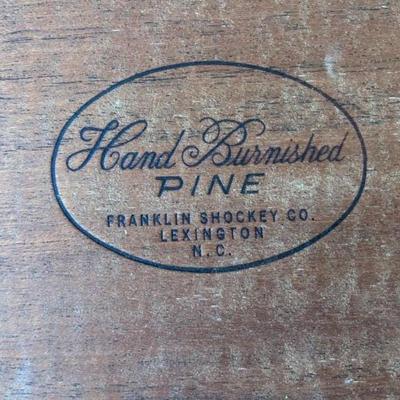 Hand Burnished
PINE
FRANKLIN SHOCKEY CO.
LEXINGTON
N.C.